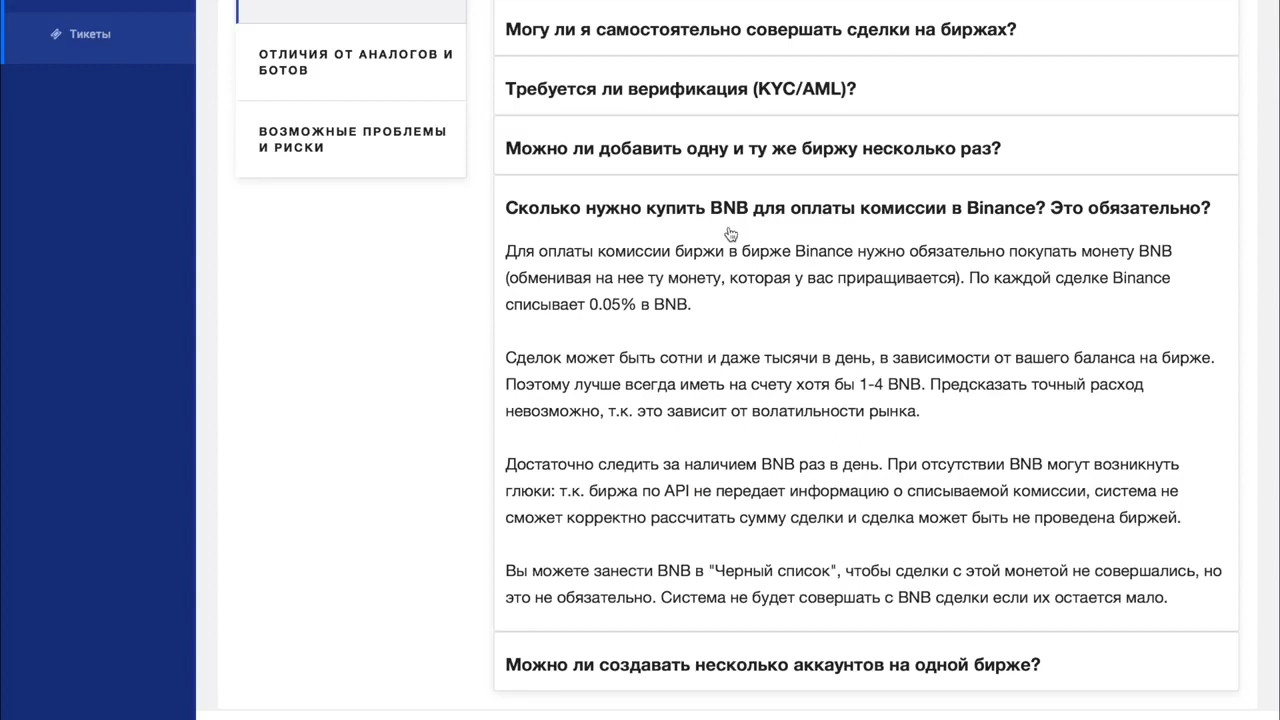 Тикеты
ОТЛИЧИЯ ОТ АНАЛОГОВ И
БОТОВ
ВОЗМОЖНЫЕ ПРОБЛЕМЫ
И РИСКИ
Могу ли я самостоятельно совершать сделки на биржах?
Требуется ли верификация (KYC/AML)?
Можно ли добавить одну и ту же биржу несколько раз?
Сколько нужно купить BNB для оплаты комиссии в Binance? Это обязательно?
Для оплаты комиссии биржи в бирже Binance нужно обязательно покупать монету BNB
(обменивая на нее ту монету, которая у вас приращивается). По каждой сделке Binance
списывает 0.05% в BNB.
Сделок может быть сотни и даже тысячи в день, в зависимости от вашего баланса на бирже.
Поэтому лучше всегда иметь на счету хотя бы 1-4 BNB. Предсказать точный расход
невозможно, т.к. это зависит от волатильности рынка.
Достаточно следить за наличием BNB раз в день. При отсутствии BNB могут возникнуть
глюки: т.к. биржа по API не передает информацию о списываемой комиссии, система не
сможет корректно рассчитать сумму сделки и сделка может быть не проведена биржей.
Вы можете занести BNB в "Черный список", чтобы сделки с этой монетой не совершались, но
это не обязательно. Система не будет совершать с BNB сделки если их остается мало.
Можно ли создавать несколько аккаунтов на одной бирже?